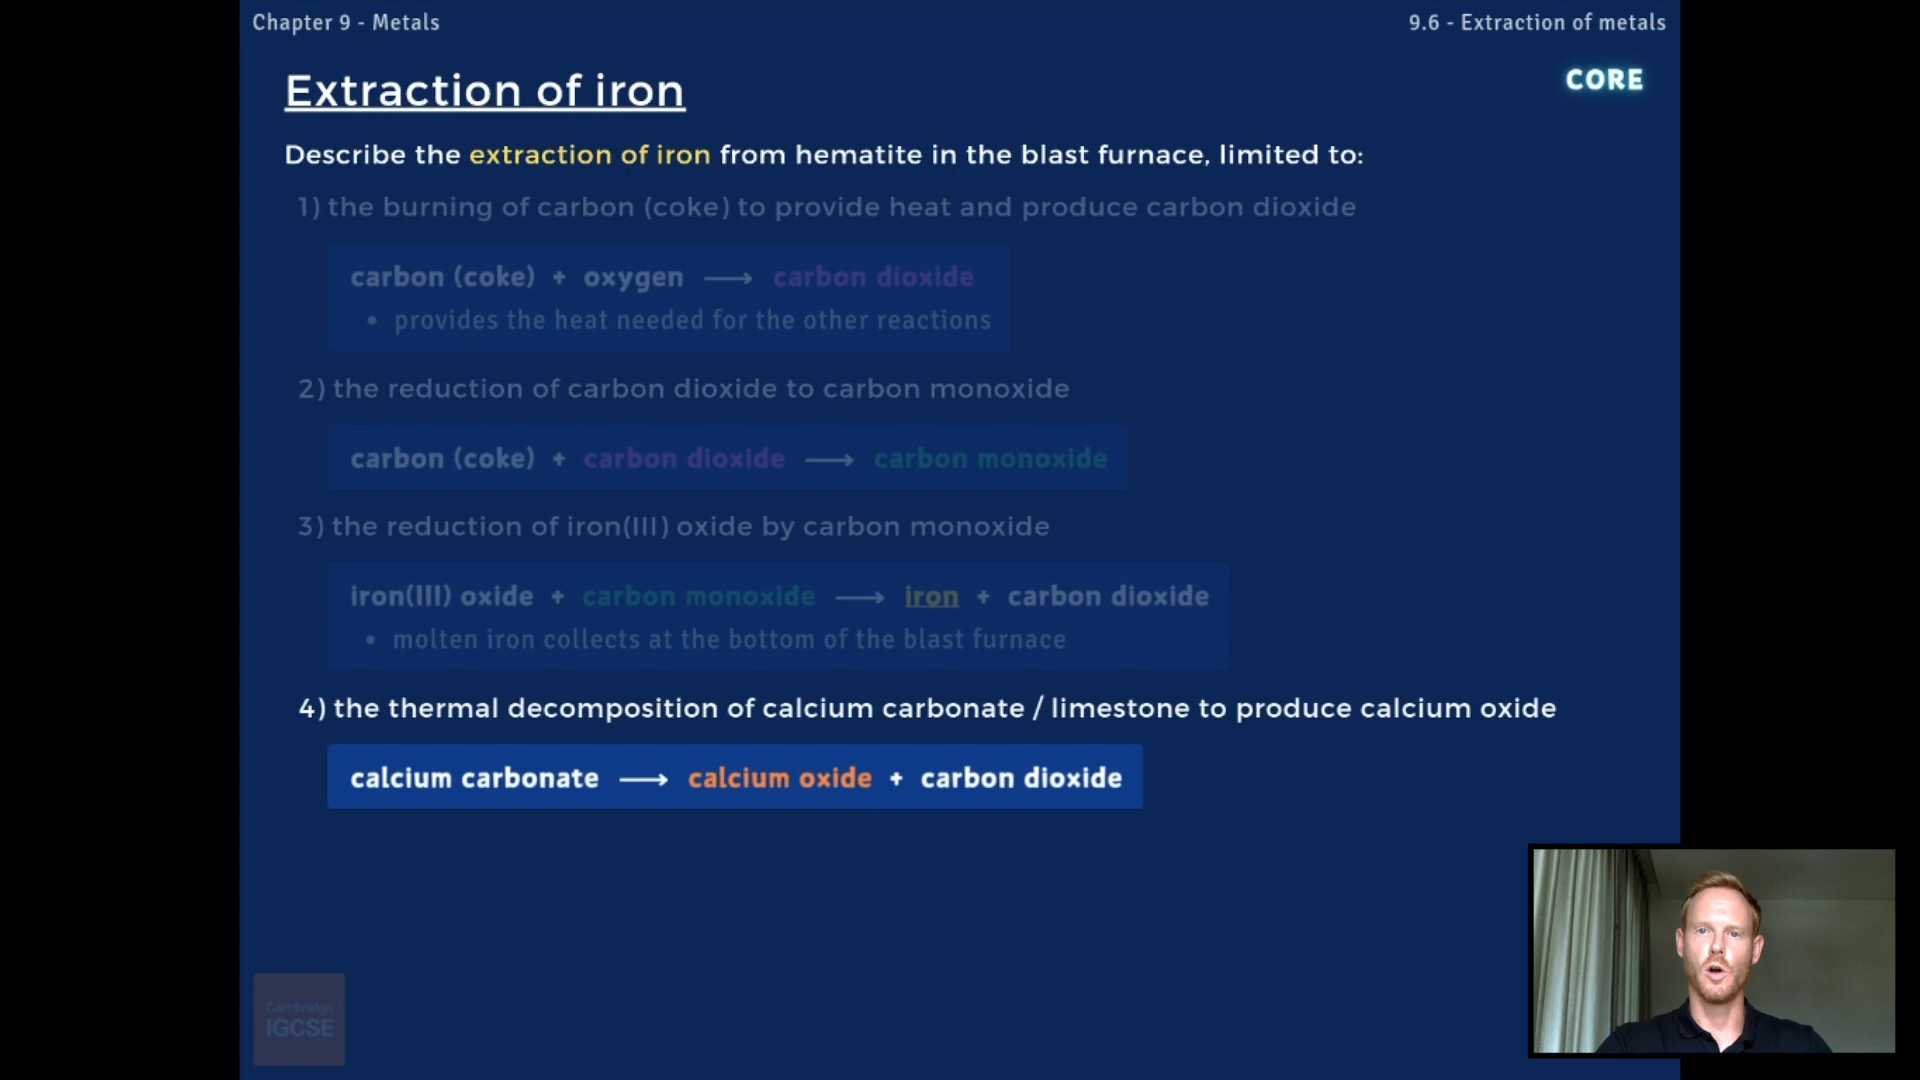 Chapter 9 - Metals
9.6 - Extraction of metals
Extraction of iron
CORE
Describe the extraction of iron from hematite in the blast furnace, limited to:
1) the burning of carbon (coke) to provide heat and produce carbon dioxide
carbon (coke) + oxygen ⟶ carbon dioxide
• provides the heat needed for the other reactions
2) the reduction of carbon dioxide to carbon monoxide
carbon (coke) + carbon dioxide ⟶ carbon monoxide
3) the reduction of iron(III) oxide by carbon monoxide
iron(III) oxide + carbon monoxide ⟶ iron + carbon dioxide
• molten iron collects at the bottom of the blast furnace
4) the thermal decomposition of calcium carbonate / limestone to produce calcium oxide
calcium carbonate ⟶ calcium oxide + carbon dioxide
Cambridge
IGCSE